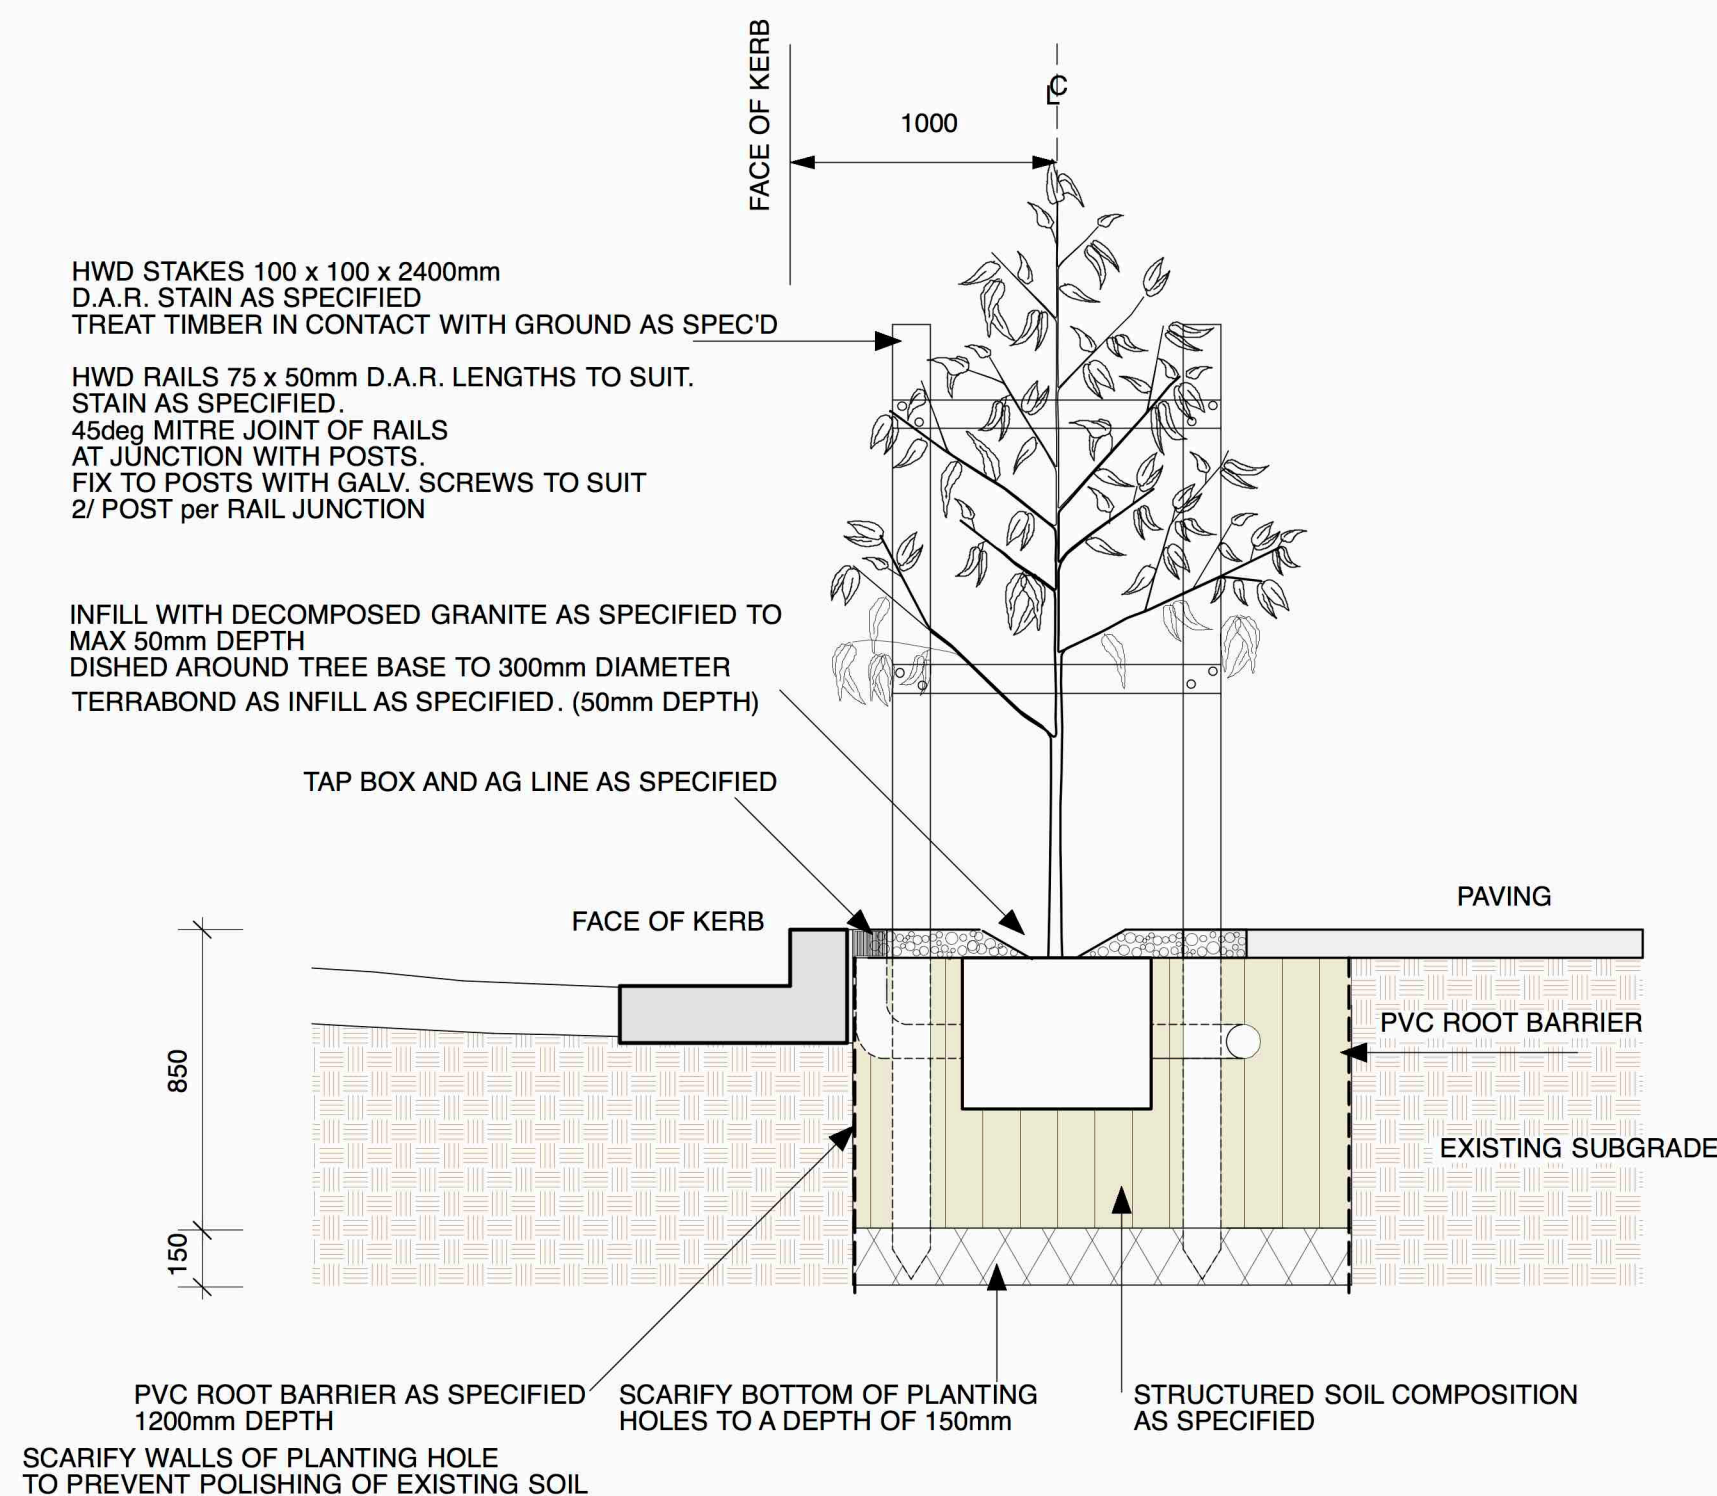 FACE OF KERB
CL
1000
HWD STAKES 100 x 100 x 2400mm
D.A.R. STAIN AS SPECIFIED
TREAT TIMBER IN CONTACT WITH GROUND AS SPEC'D
HWD RAILS 75 x 50mm D.A.R. LENGTHS TO SUIT.
STAIN AS SPECIFIED.
45deg MITRE JOINT OF RAILS
AT JUNCTION WITH POSTS.
FIX TO POSTS WITH GALV. SCREWS TO SUIT
2/ POST per RAIL JUNCTION
INFILL WITH DECOMPOSED GRANITE AS SPECIFIED TO
MAX 50mm DEPTH
DISHED AROUND TREE BASE TO 300mm DIAMETER
TERRABOND AS INFILL AS SPECIFIED. (50mm DEPTH)
TAP BOX AND AG LINE AS SPECIFIED
FACE OF KERB
PAVING
850
150
PVC ROOT BARRIER
EXISTING SUBGRADE
PVC ROOT BARRIER AS SPECIFIED
1200mm DEPTH
SCARIFY BOTTOM OF PLANTING
HOLES TO A DEPTH OF 150mm
STRUCTURED SOIL COMPOSITION
AS SPECIFIED
SCARIFY WALLS OF PLANTING HOLE
TO PREVENT POLISHING OF EXISTING SOIL